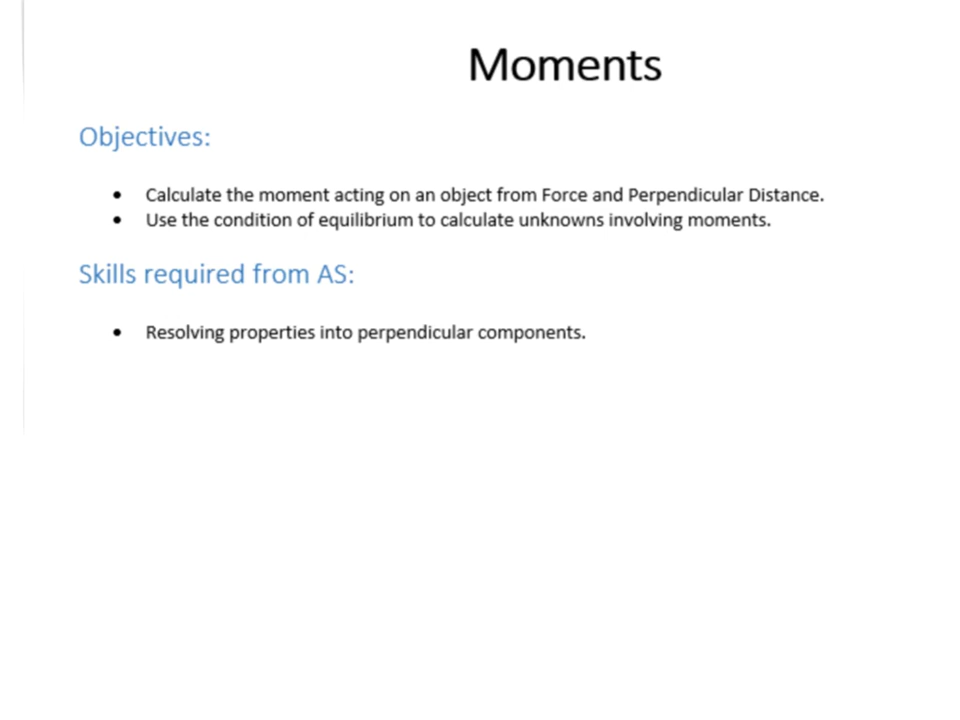 Moments
Objectives:
• Calculate the moment acting on an object from Force and Perpendicular Distance.
• Use the condition of equilibrium to calculate unknowns involving moments.
Skills required from AS:
• Resolving properties into perpendicular components.